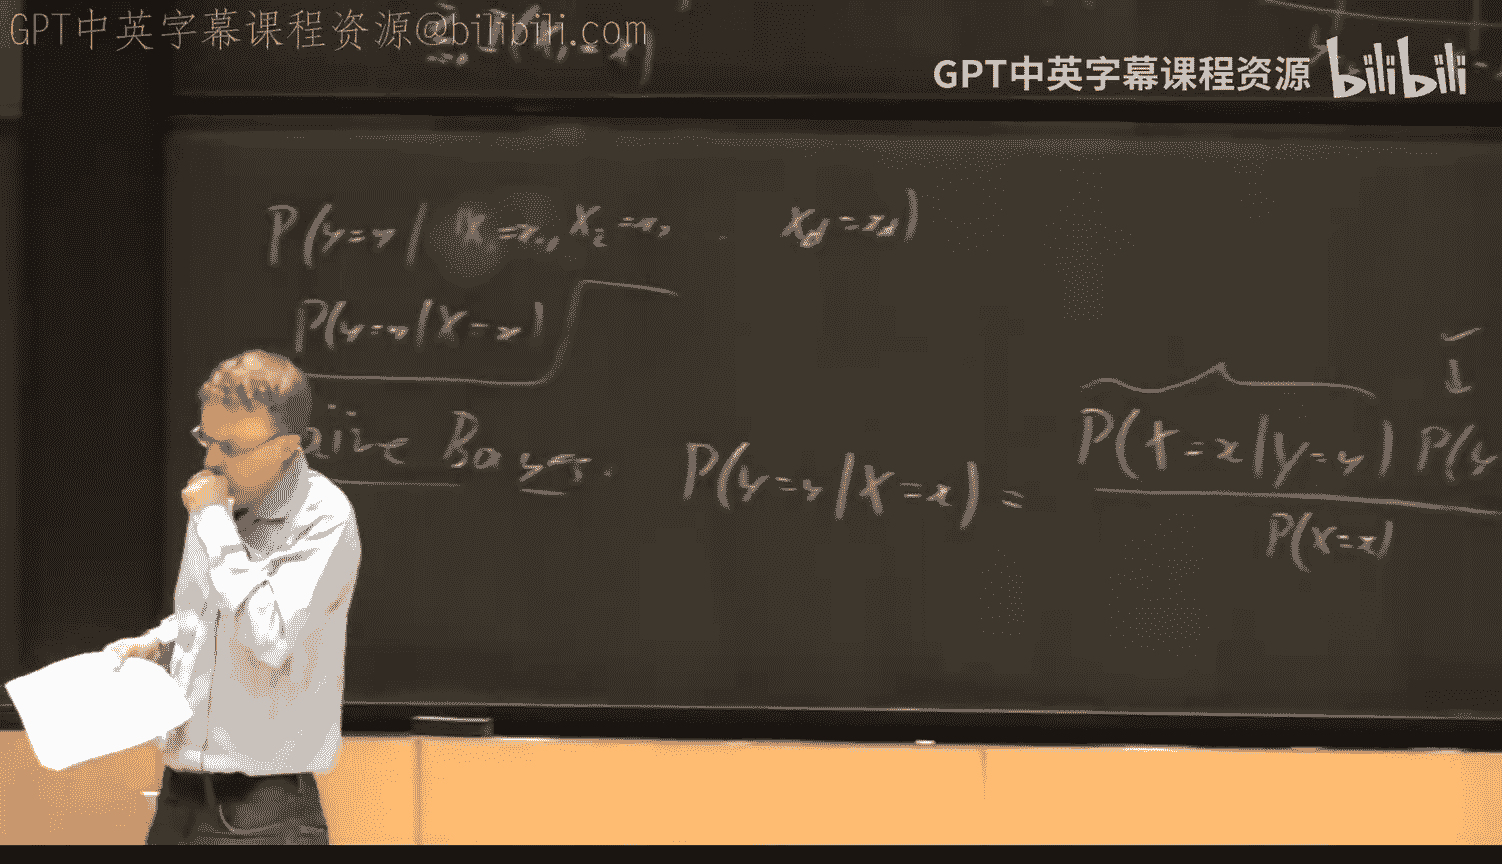 GPT中英字幕课程资源@bilibili.com
GPT中英字幕课程资源 bilibili
P(y=y | X₁=x₁, X₂=x₂, . . X_d=x_d)
P(y=y|X=x)
aïve Bayes. P(y=y|X=x) = P(X=x|y=y) P(y
P(X=x)